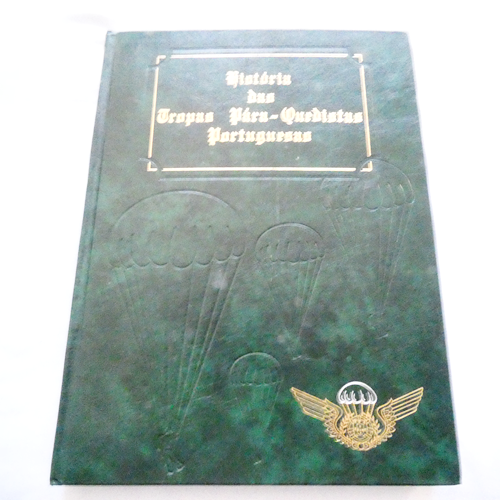 História
das
Tropas Pára-Quedistas
Portuguesas